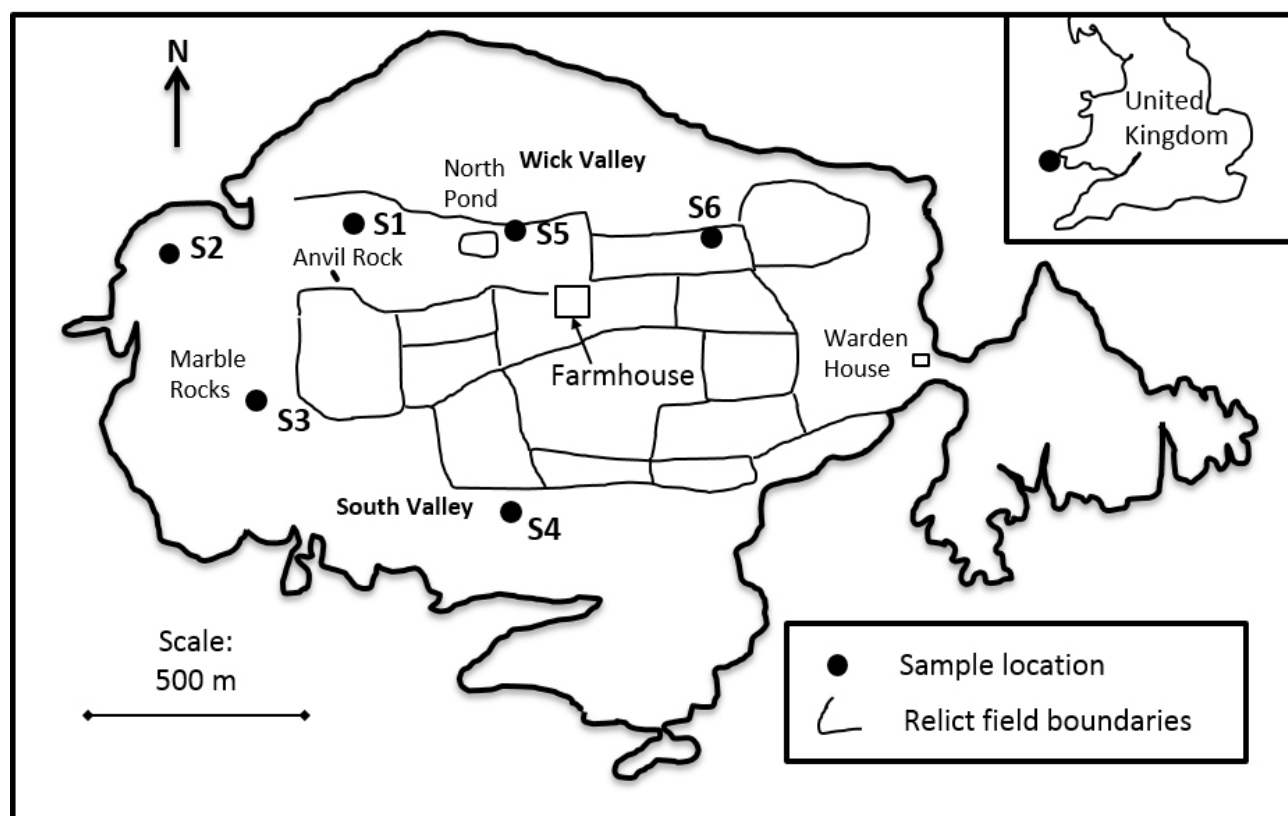 N
United
Kingdom
North
Pond
Wick Valley
S1
S5
S6
S2
Anvil Rock
Marble
Rocks
S3
Farmhouse
Warden
House
South Valley
S4
Scale:
500 m
Sample location
Relict field boundaries